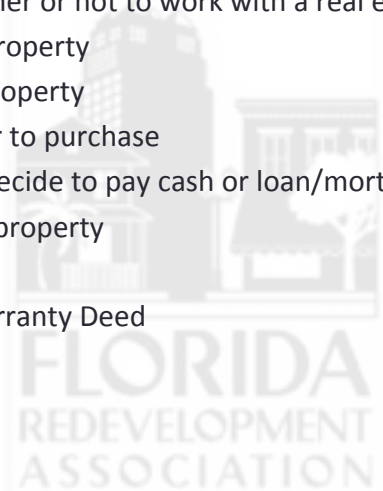 her or not to work with a real e
roperty
operty
r to purchase
ecide to pay cash or loan/mort
property
rranty Deed
FLORIDA
REDEVELOPMENT
ASSOCIATION